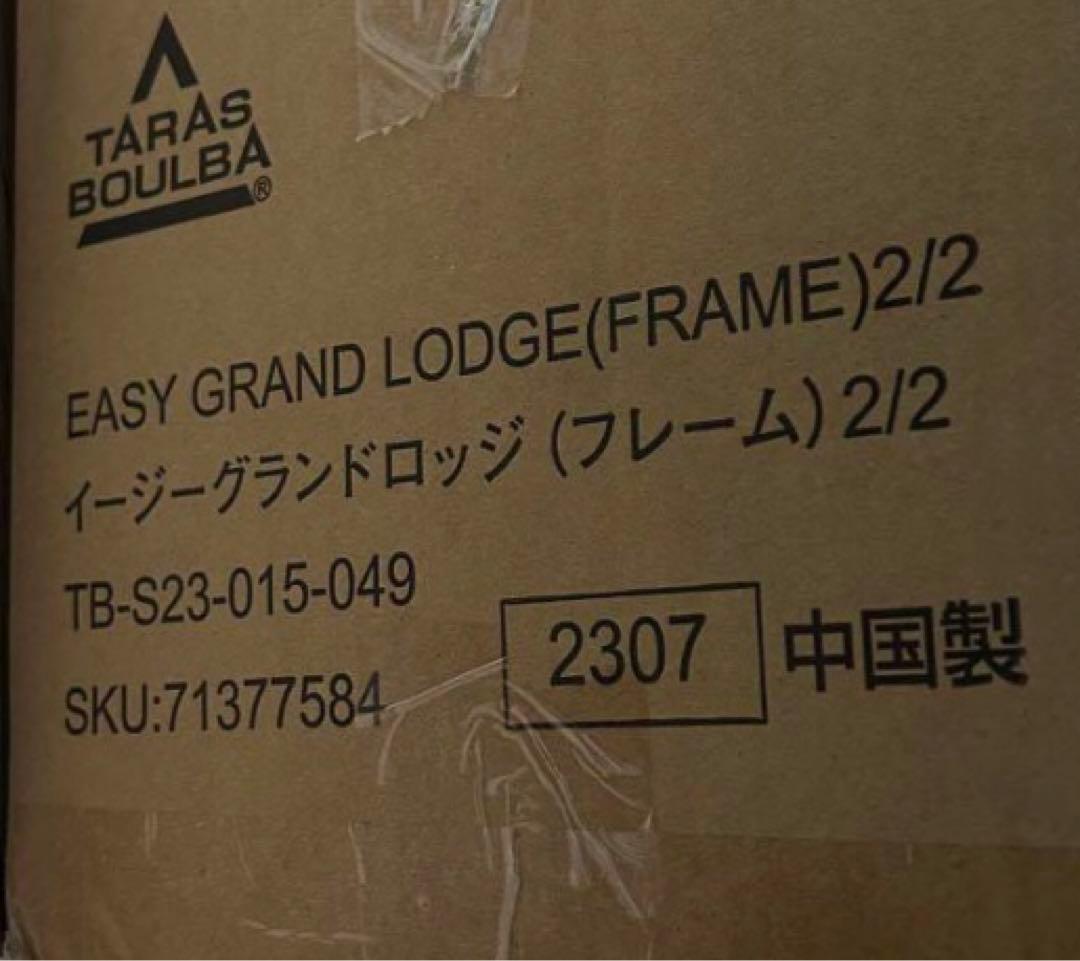 TARAS
BOULBA®
EASY GRAND LODGE(FRAME)2/2
イージーグランドロッジ(フレーム)2/2
TB-S23-015-049
SKU:71377584
2307 中国製